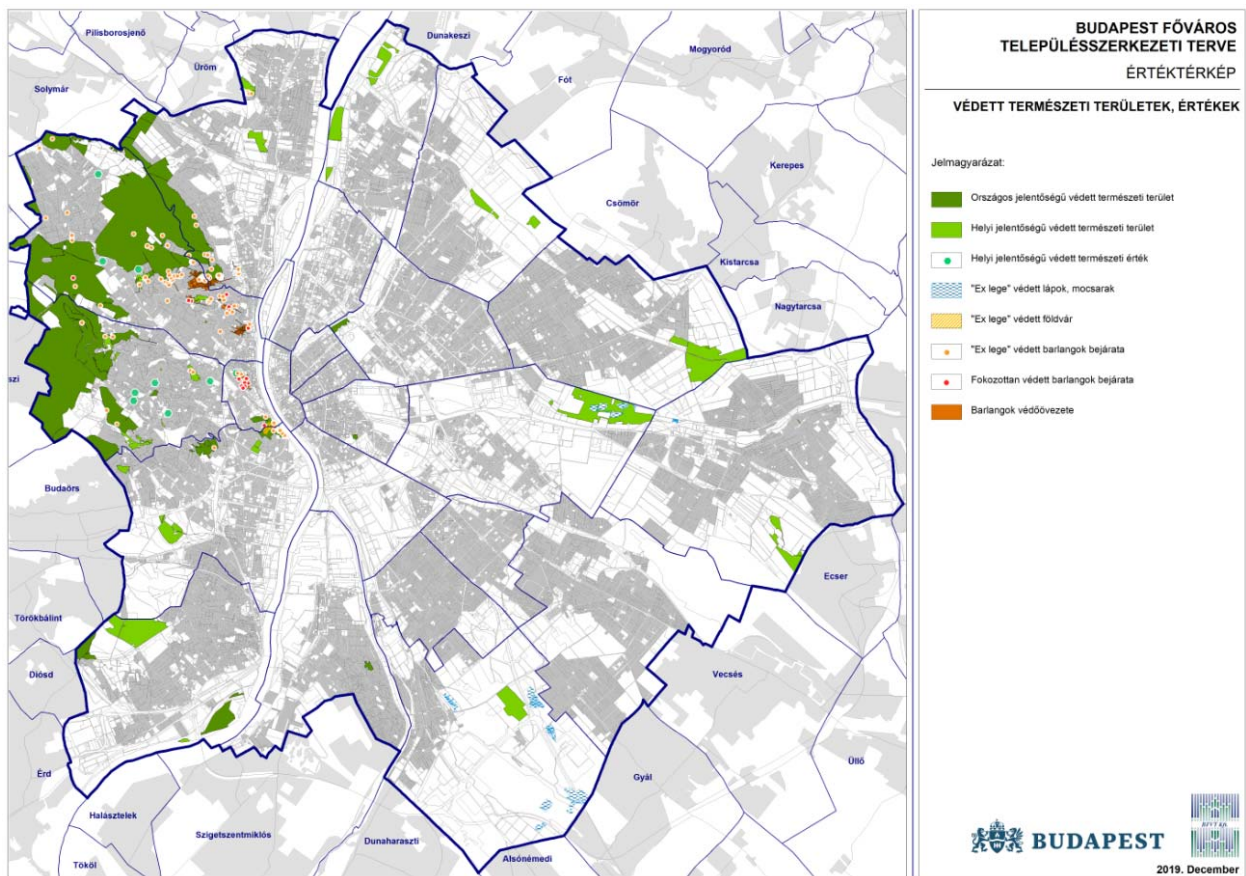 Pilisborosjenő
Dunakeszi
Mogyoród
Üröm
Fót
Solymár
Kerepes
Csömör
Kistarcsa
Nagytarcsa
szi
Budaörs
Ecser
Törökbálint
Vecsés
Diósd
Érd
Gyál
Üllő
Halásztelek
Szigetszentmiklós
Dunaharaszti
Alsónémedi
Tököl
BUDAPEST FŐVÁROS
TELEPÜLÉSSZERKEZETI TERVE
ÉRTÉKTÉRKÉP
VÉDETT TERMÉSZETI TERÜLETEK, ÉRTÉKEK
Jelmagyarázat:
Országos jelentőségű védett természeti terület
Helyi jelentőségű védett természeti terület
Helyi jelentőségű védett természeti érték
"Ex lege" védett lápok, mocsarak
"Ex lege" védett földvár
"Ex lege" védett barlangok bejárata
Fokozottan védett barlangok bejárata
Barlangok védőövezete
BUDAPEST
2019. December